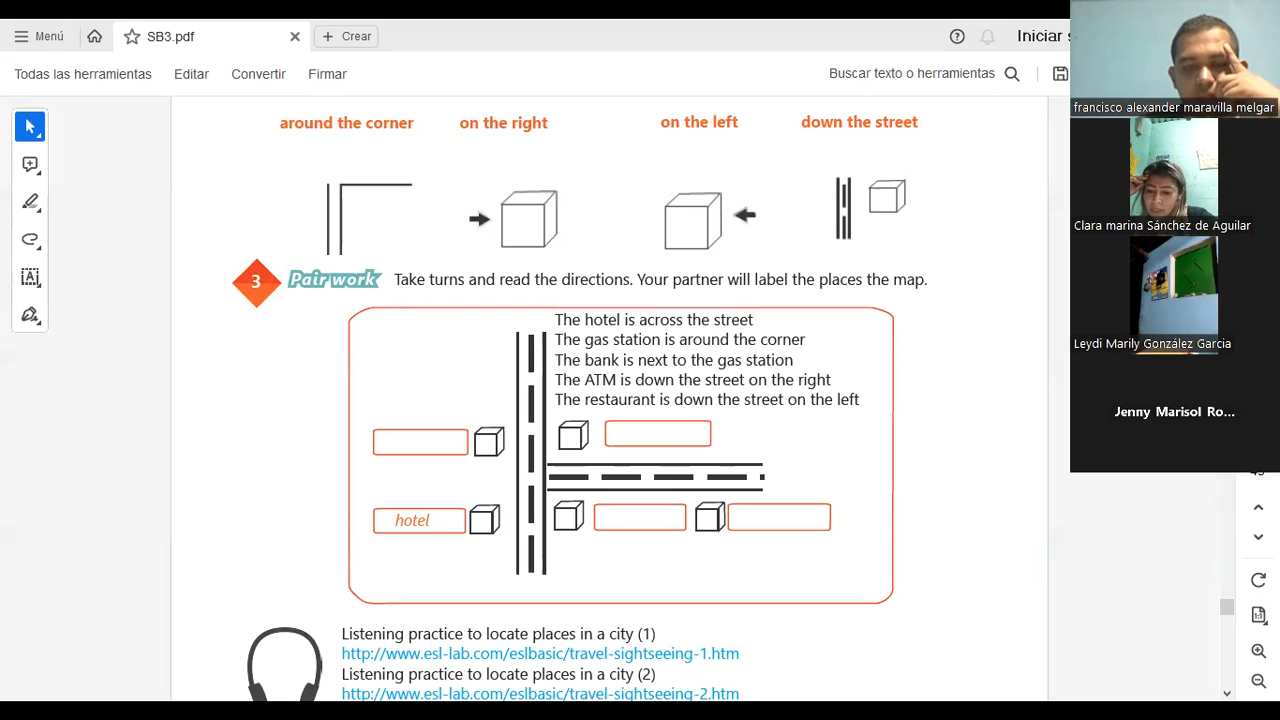 Menú
SB3.pdf
Crear
Iniciar s
Todas las herramientas
Editar
Convertir
Firmar
Buscar texto o herramientas
around the corner
on the right
on the left
down the street
3
Pair work
Take turns and read the directions. Your partner will label the places the map.
The hotel is across the street
The gas station is around the corner
The bank is next to the gas station
The ATM is down the street on the right
The restaurant is down the street on the left
hotel
Listening practice to locate places in a city (1)
http://www.esl-lab.com/eslbasic/travel-sightseeing-1.htm
Listening practice to locate places in a city (2)
http://www.esl-lab.com/eslbasic/travel-sightseeing-2.htm
francisco alexander maravilla melgar
Clara marina Sánchez de Aguilar
Leydi Marily González Garcia
Jenny Marisol Ro...